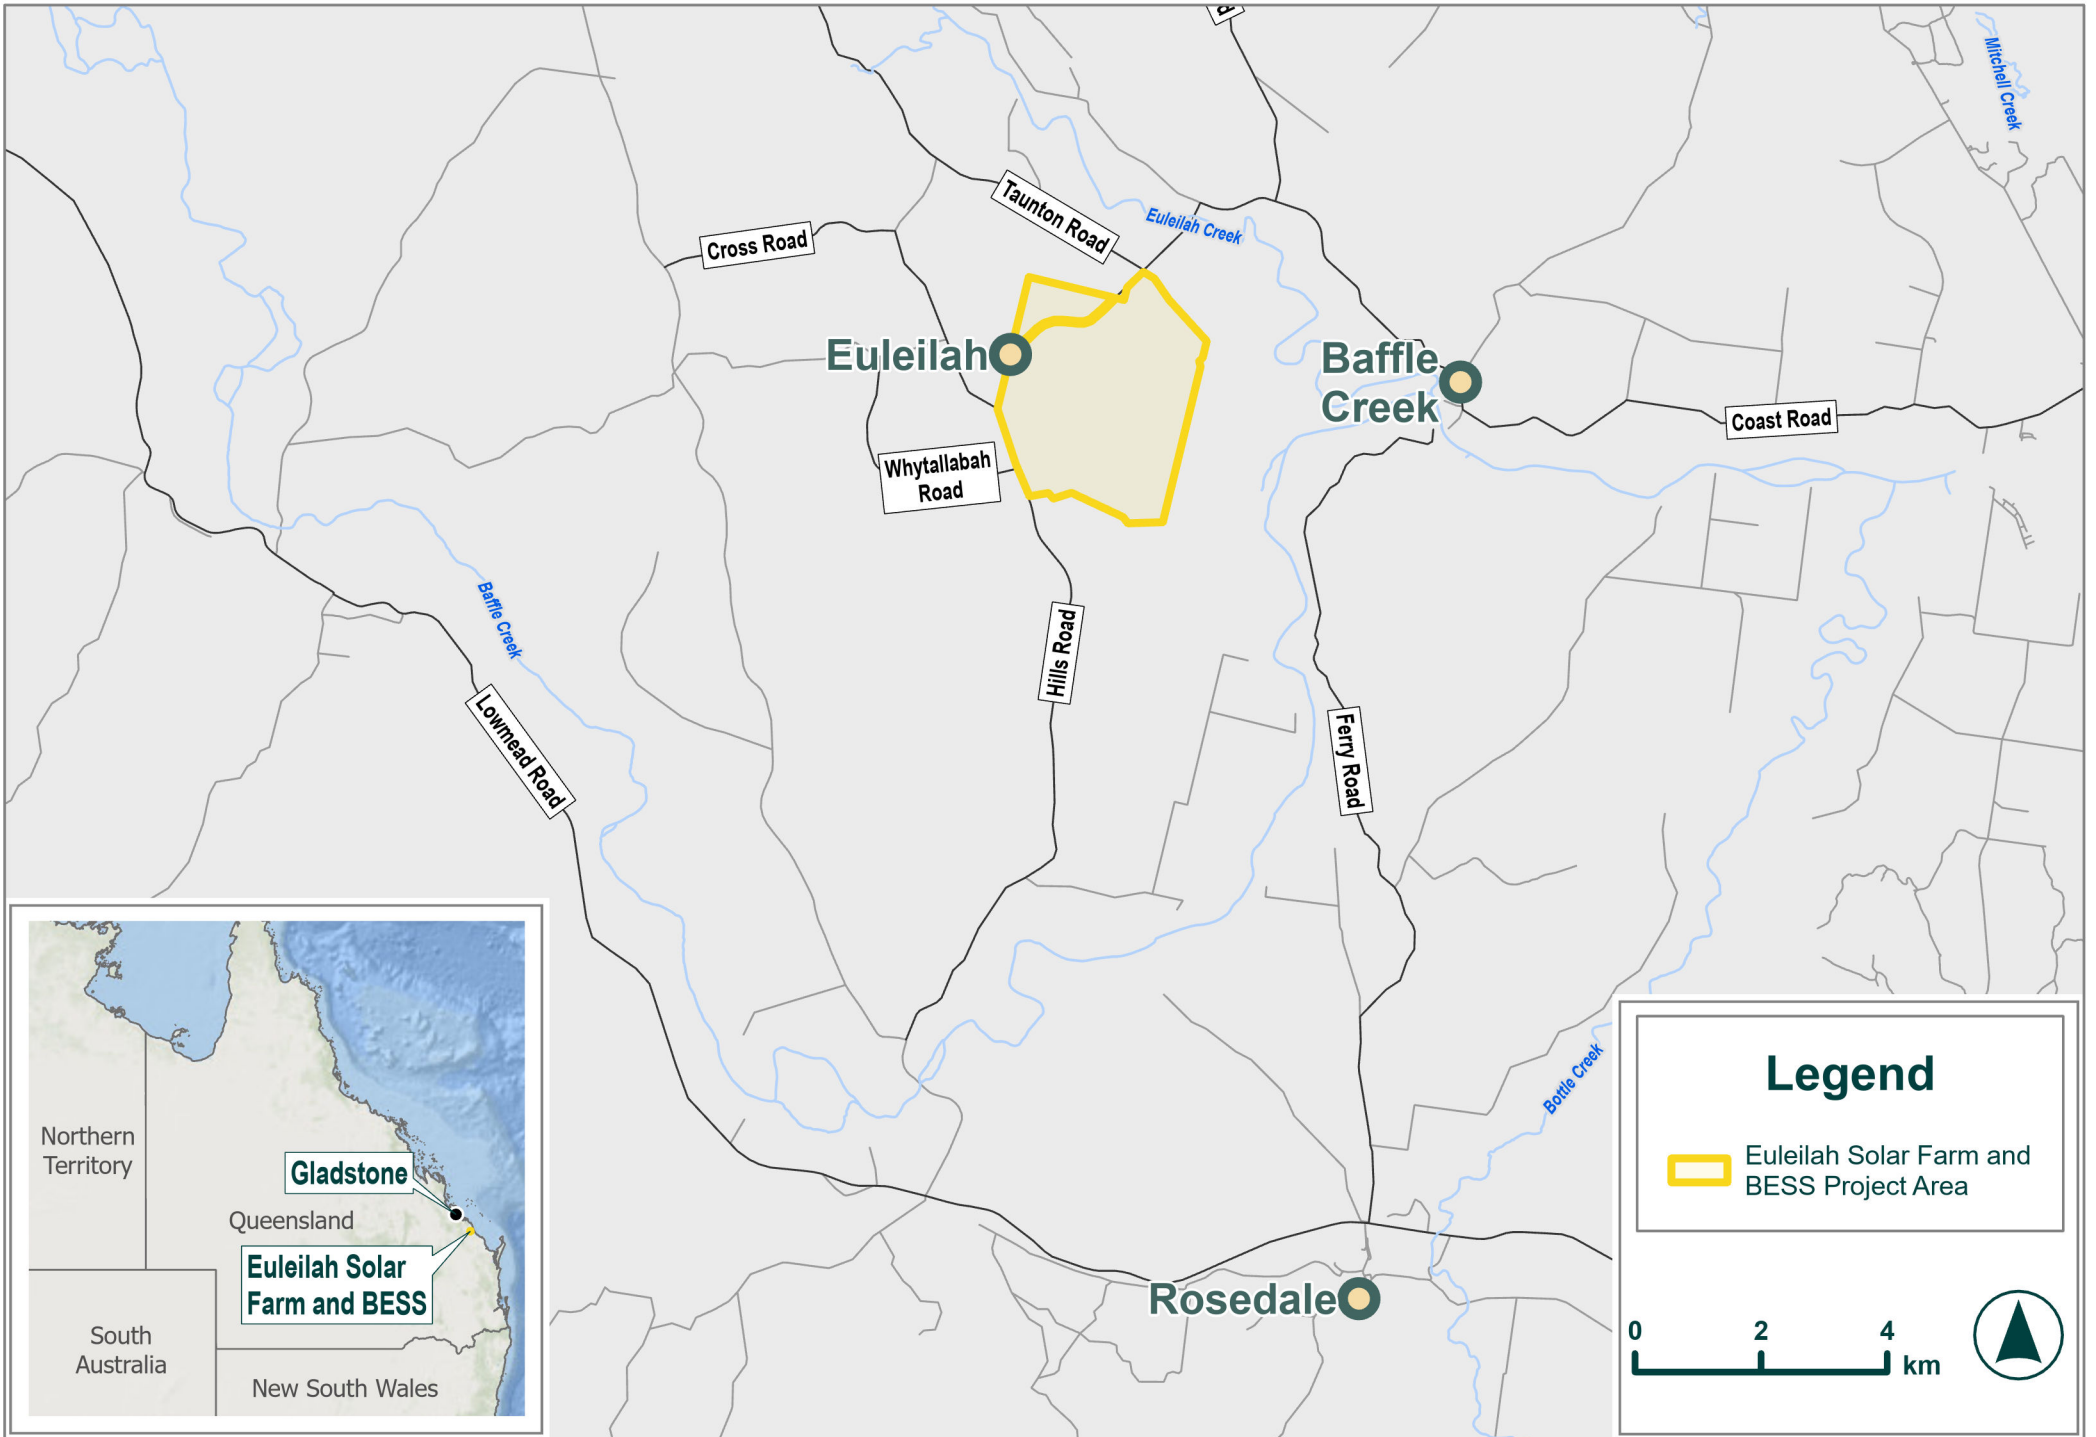 d
Mitchell Creek
Taunton Road
Euleilah Creek
Cross Road
Euleilah
Baffle
Creek
Coast Road
Whytallabah
Road
Baffle Creek
Hills Road
Lowmead Road
Ferry Road
Bottle Creek
Rosedale
Northern
Territory
Gladstone
Queensland
Euleilah Solar
Farm and BESS
South
Australia
New South Wales
Legend
Euleilah Solar Farm and
BESS Project Area
0 2 4
km